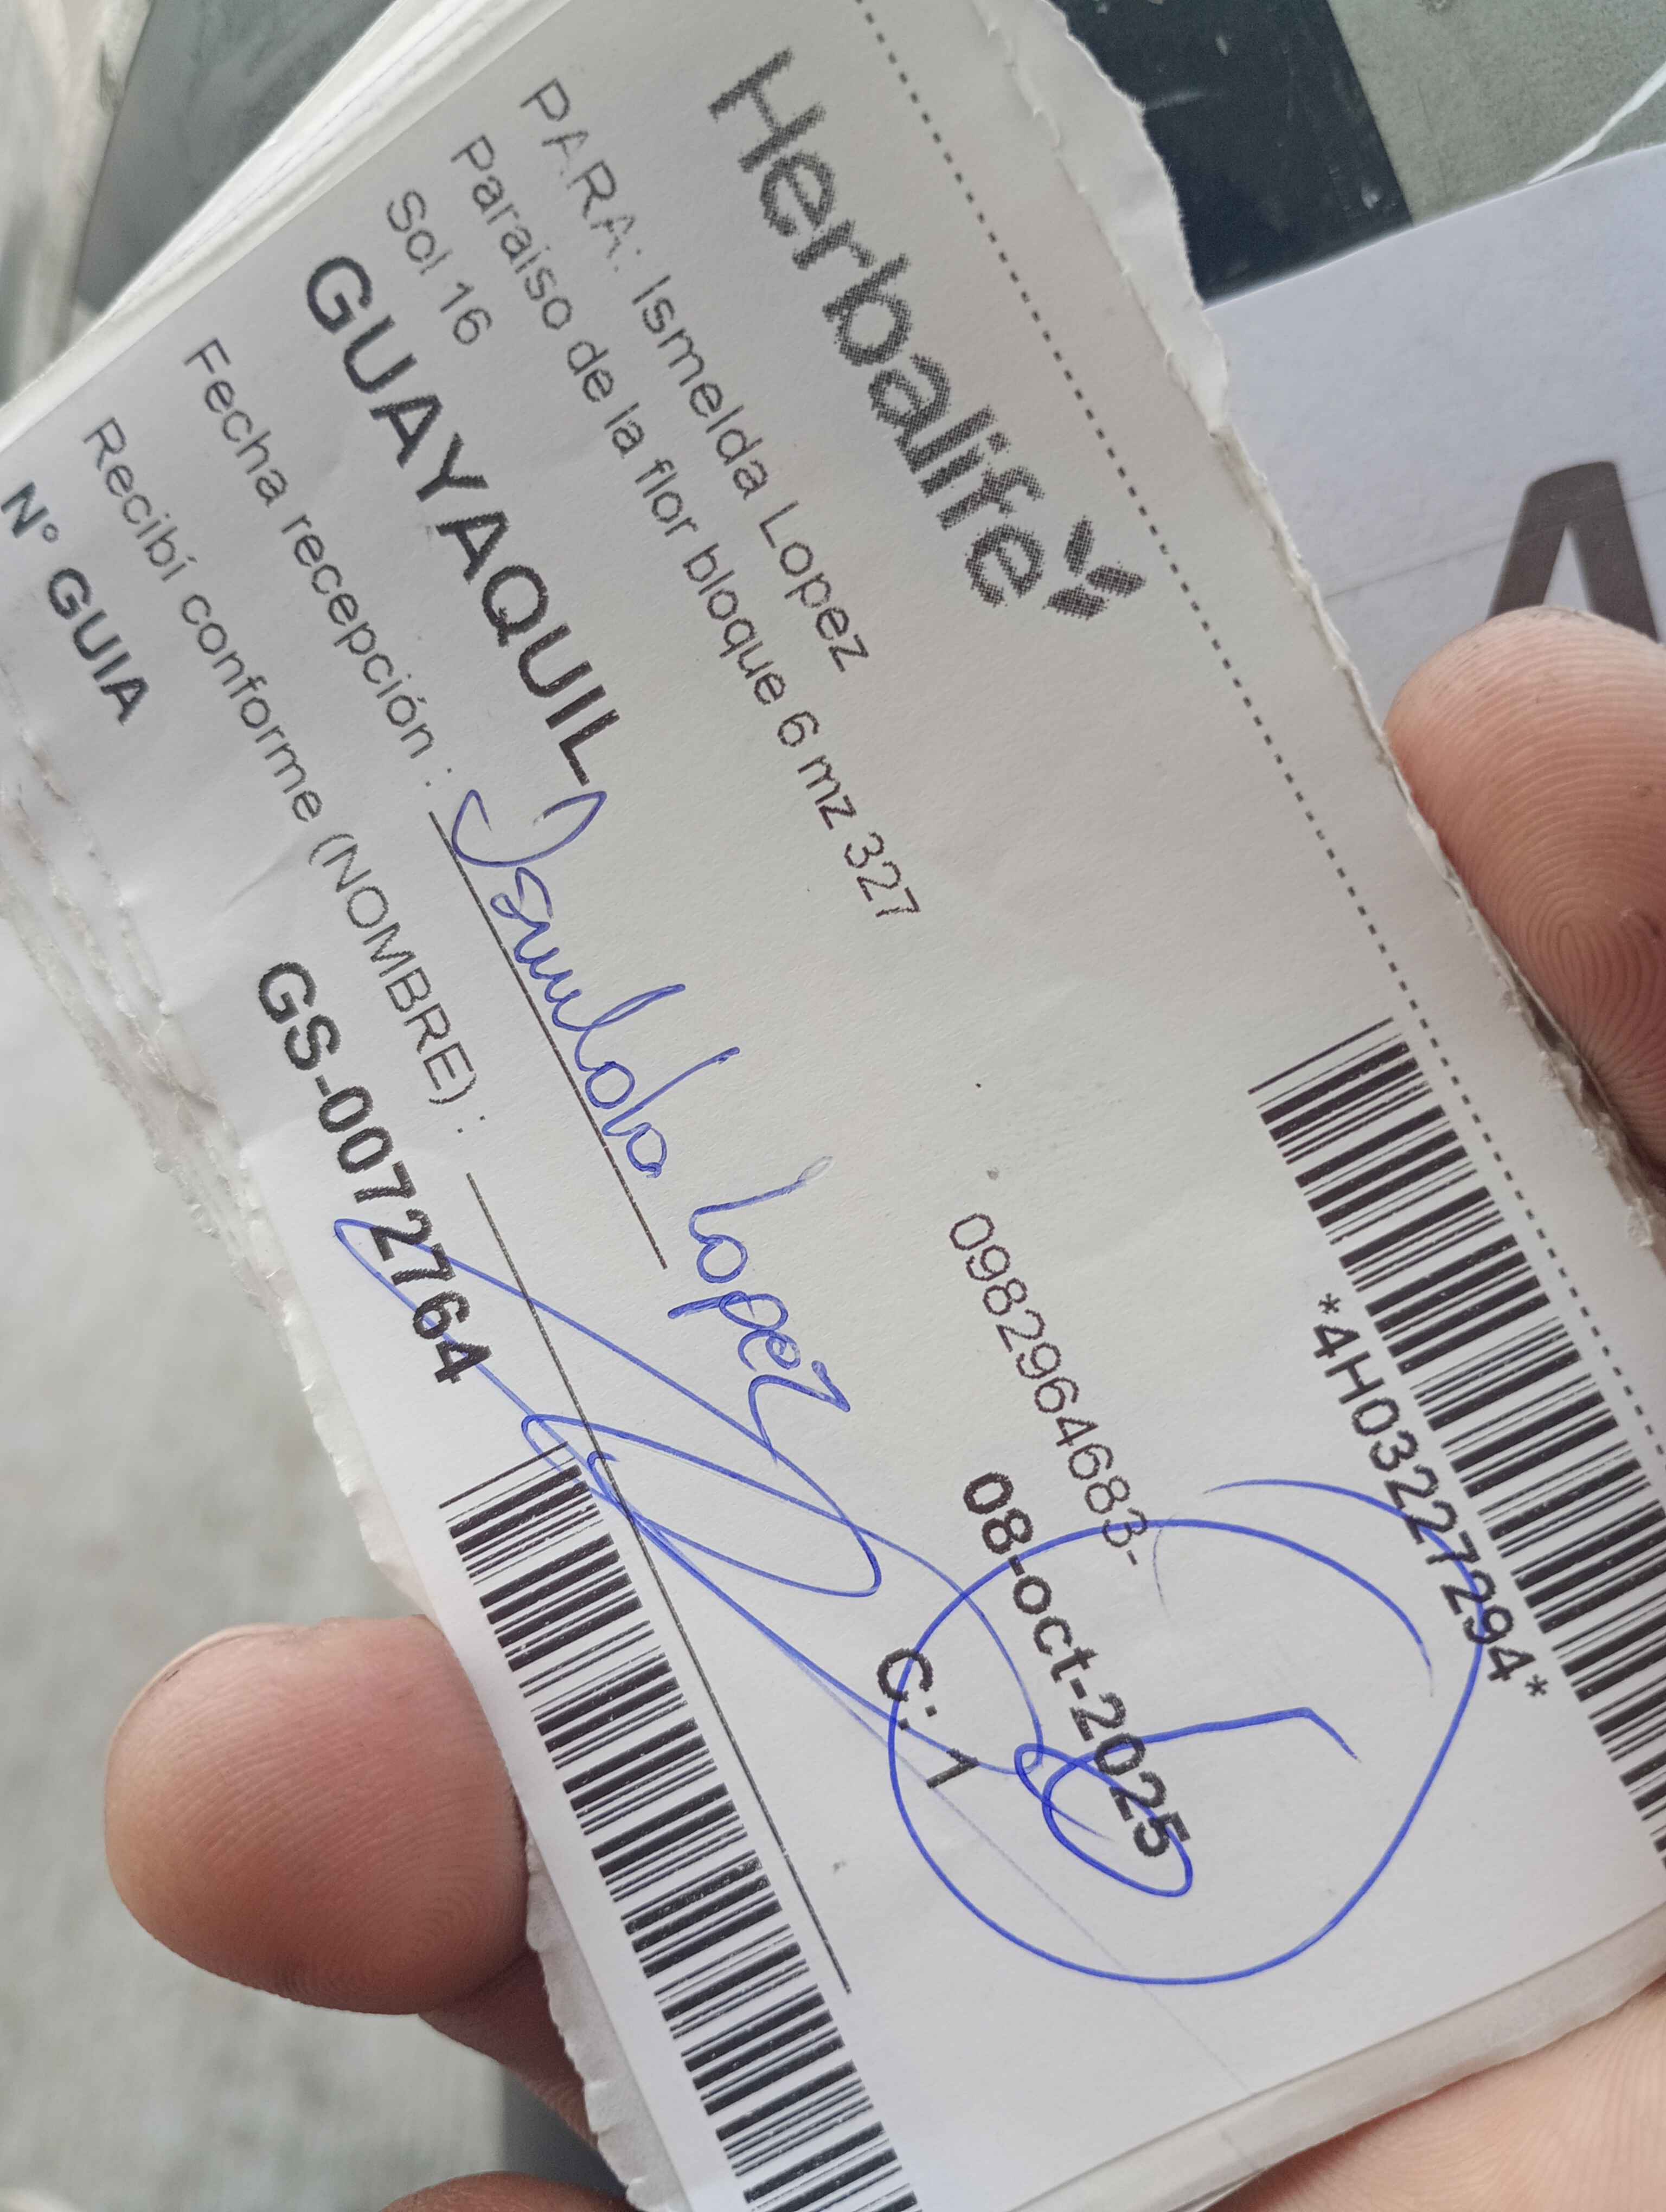 Herbalife
*4H03227294*
PARA: Ismelda Lopez
Paraiso de la flor bloque 6 mz 327
Sol 16
0982964683-
GUAYAQUIL
08-oct-2025
Fecha recepción :
Ismelda Lopez
C: 1
Recibí conforme (NOMBRE) :
N° GUIA
GS-0072764
A